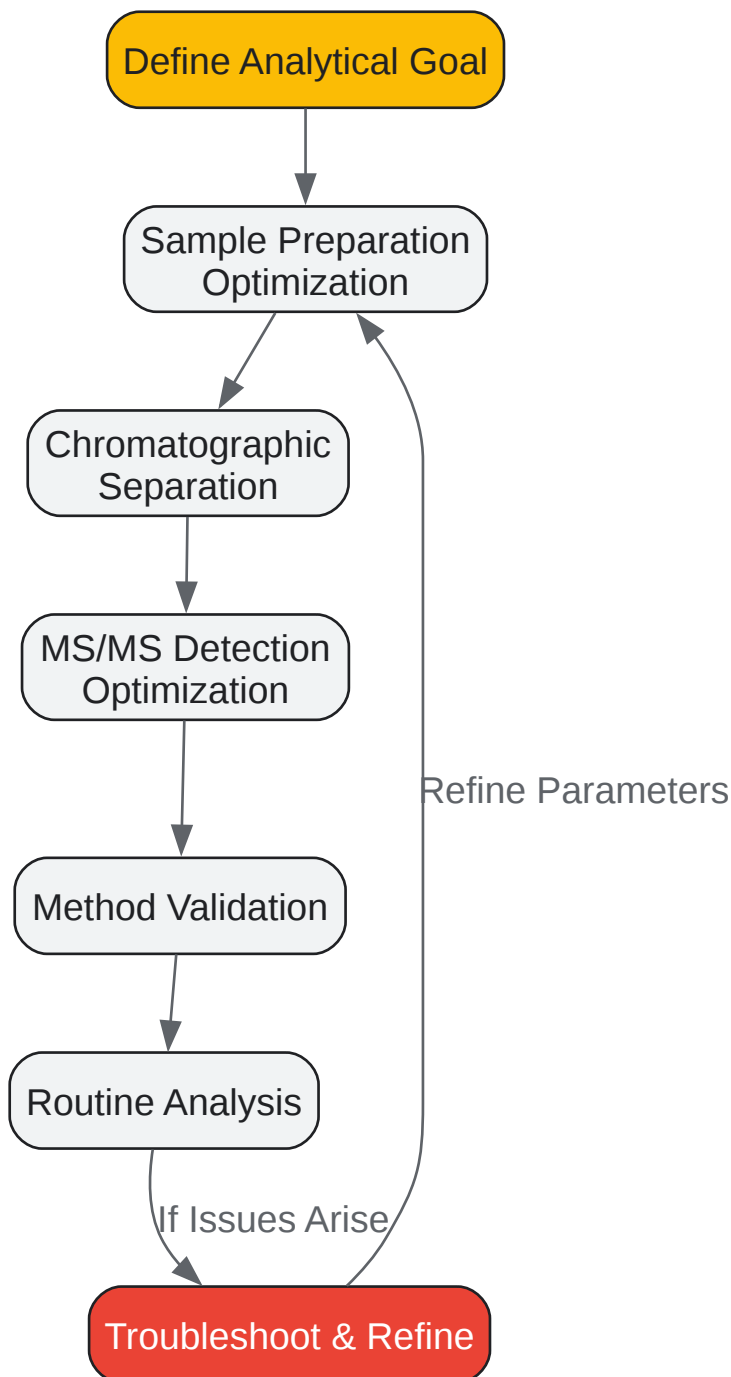 Define Analytical Goal
Sample Preparation
Optimization
Chromatographic
Separation
MS/MS Detection
Optimization
Refine Parameters
Method Validation
Routine Analysis
If Issues Arise
Troubleshoot & Refine